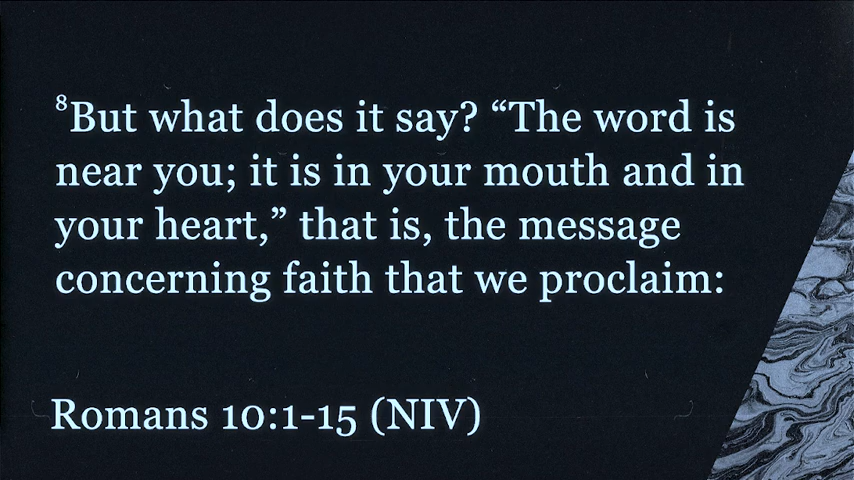 ⁸But what does it say? “The word is
near you; it is in your mouth and in
your heart,” that is, the message
concerning faith that we proclaim:
Romans 10:1-15 (NIV)